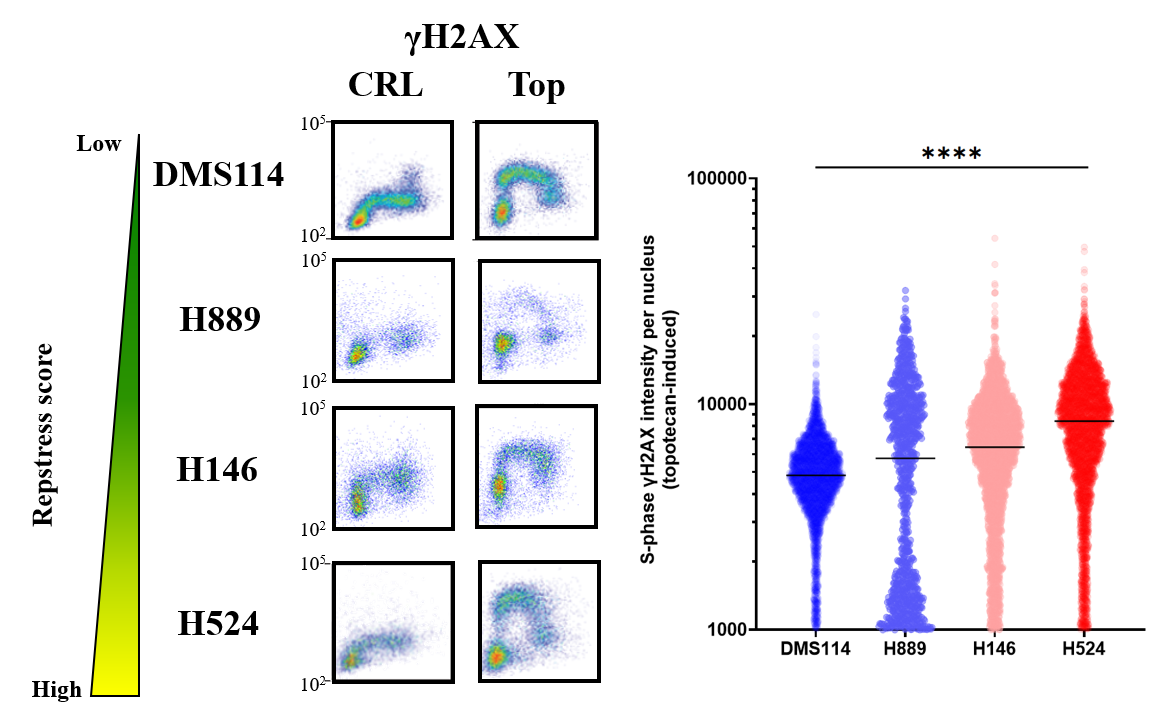 γH2AX
CRL Top
Low
DMS114
10⁵
10²
H889
10⁵
10²
H146
10⁵
10²
H524
10⁵
10²
Repstress score
High
****
S-phase γH2AX intensity per nucleus
(topotecan-induced)
100000
10000
1000
DMS114 H889 H146 H524